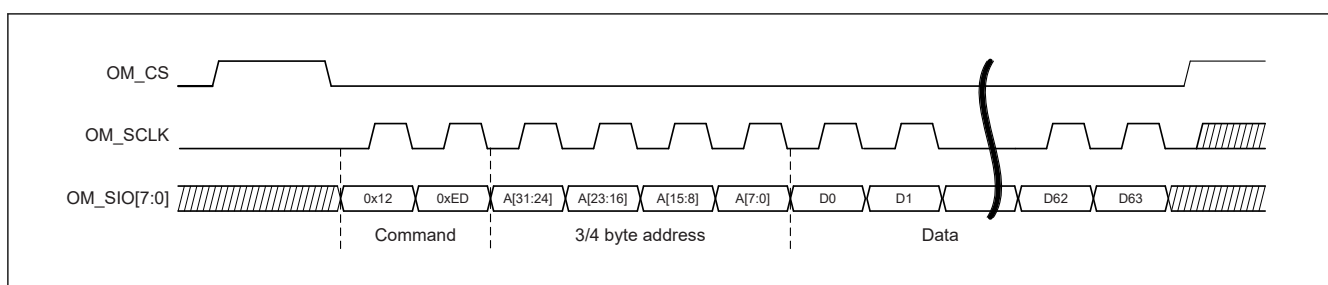 OM_CS
OM_SCLK
OM_SIO[7:0] 0x12 0xED A[31:24] A[23:16] A[15:8] A[7:0] D0 D1 D62 D63
Command 3/4 byte address Data